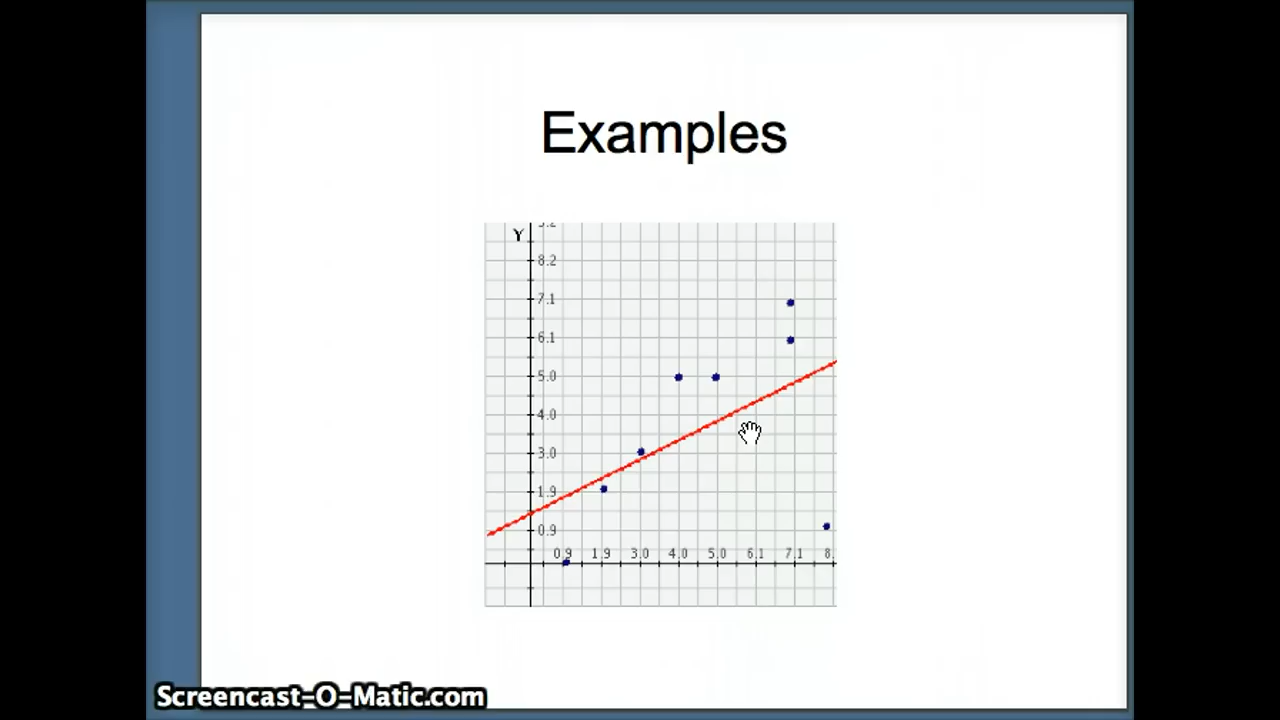 Examples
Y
8.2
7.1
6.1
5.0
4.0
3.0
1.9
0.9
0.9 1.9 3.0 4.0 5.0 6.1 7.1 8.
Screencast-O-Matic.com